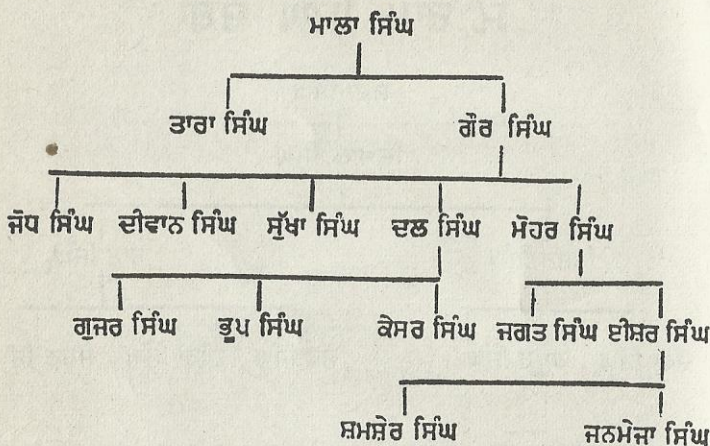 ਮਾਲਾ ਸਿੰਘ
ਤਾਰਾ ਸਿੰਘ ਗੌਰ ਸਿੰਘ
ਜੋਧ ਸਿੰਘ ਦੀਵਾਨ ਸਿੰਘ ਸੁੱਖਾ ਸਿੰਘ ਦਲ ਸਿੰਘ ਮੋਹਰ ਸਿੰਘ
ਗੁਜਰ ਸਿੰਘ ਭੂਪ ਸਿੰਘ ਕੇਸਰ ਸਿੰਘ ਜਗਤ ਸਿੰਘ ਈਸ਼ਰ ਸਿੰਘ
ਸ਼ਮਸ਼ੇਰ ਸਿੰਘ ਜਨਮੇਜਾ ਸਿੰਘ